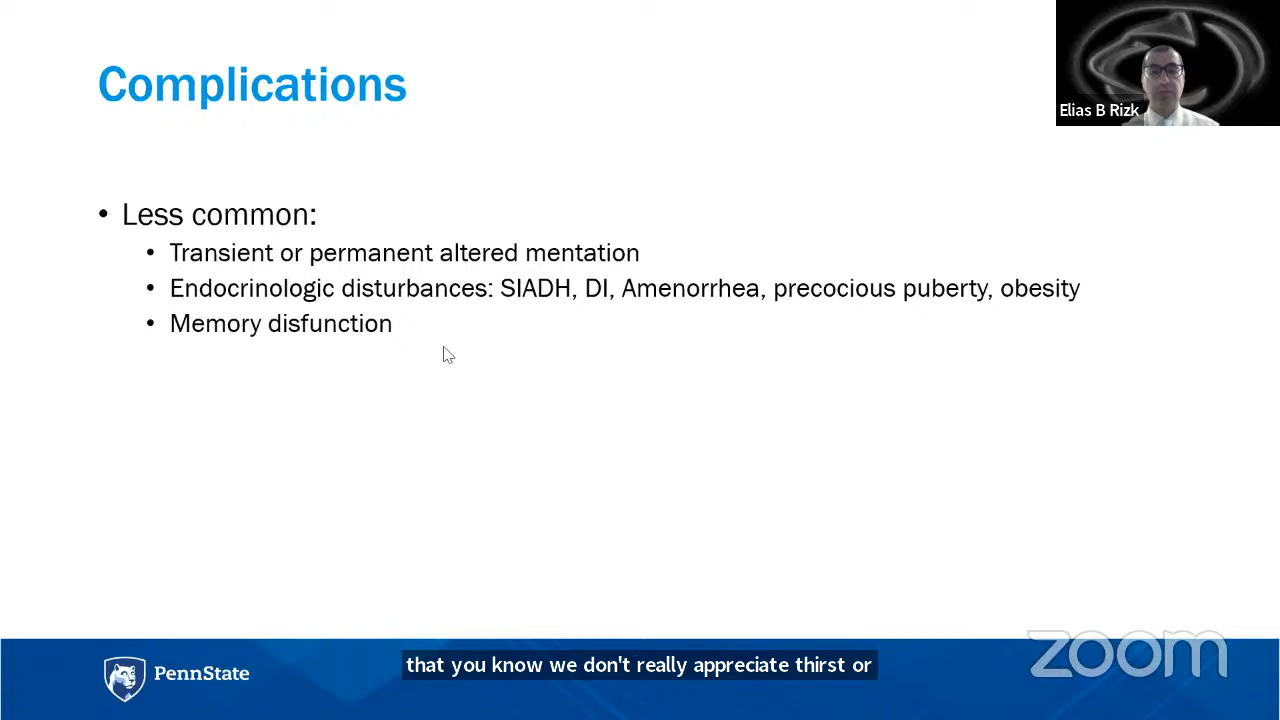 Complications
Elias B Rizk
• Less common:
• Transient or permanent altered mentation
• Endocrinologic disturbances: SIADH, DI, Amenorrhea, precocious puberty, obesity
• Memory disfunction
PennState
that you know we don't really appreciate thirst or
zoom